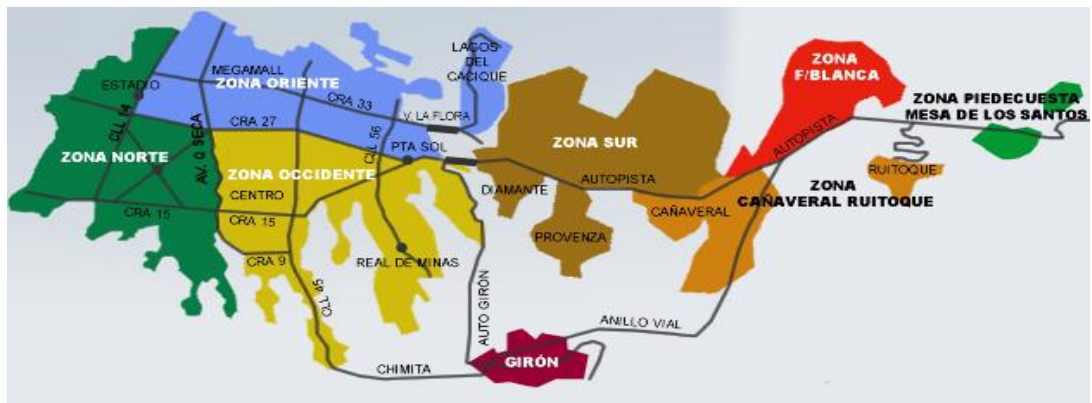 LAGOS
DEL
CACIQUE
MEGAMALL
ESTADIO
ZONA ORIENTE
CRA 33
V. LA FLORA
CLL 14
CRA 27
AV. Q SECA
CLL 56
PTA SOL
ZONA NORTE
ZONA OCCIDENTE
CENTRO
CRA 15
CRA 15
CRA 9
REAL DE MINAS
CLL 45
CHIMITA
AUTO GIRÓN
GIRÓN
ANILLO VIAL
ZONA SUR
DIAMANTE
AUTOPISTA
PROVENZA
CAÑAVERAL
ZONA
F/BLANCA
AUTOPISTA
ZONA PIEDECUESTA
MESA DE LOS SANTOS
RUITOQUE
ZONA
CAÑAVERAL RUITOQUE